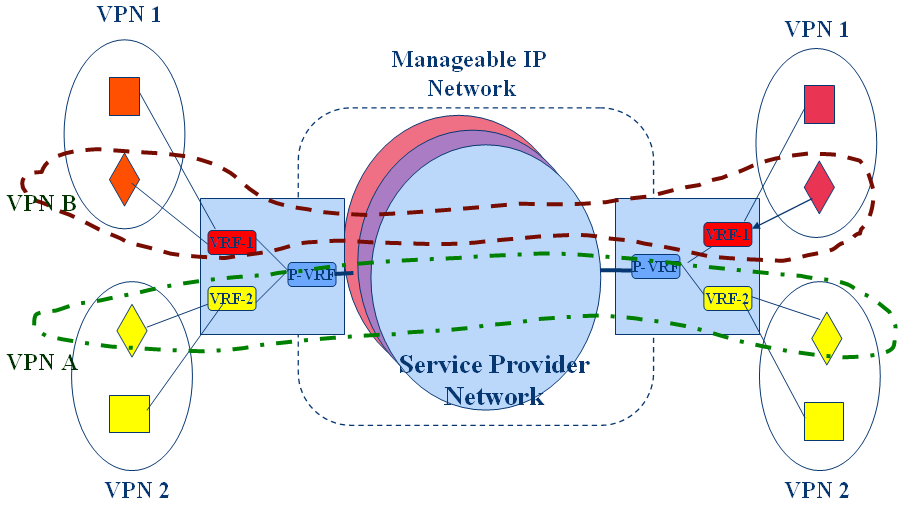 VPN 1
VPN 1
Manageable IP
Network
VPN B
VRF-1
VRF-1
P-VRF
P-VRF
VRF-2
VRF-2
VPN A
Service Provider
Network
VPN 2
VPN 2